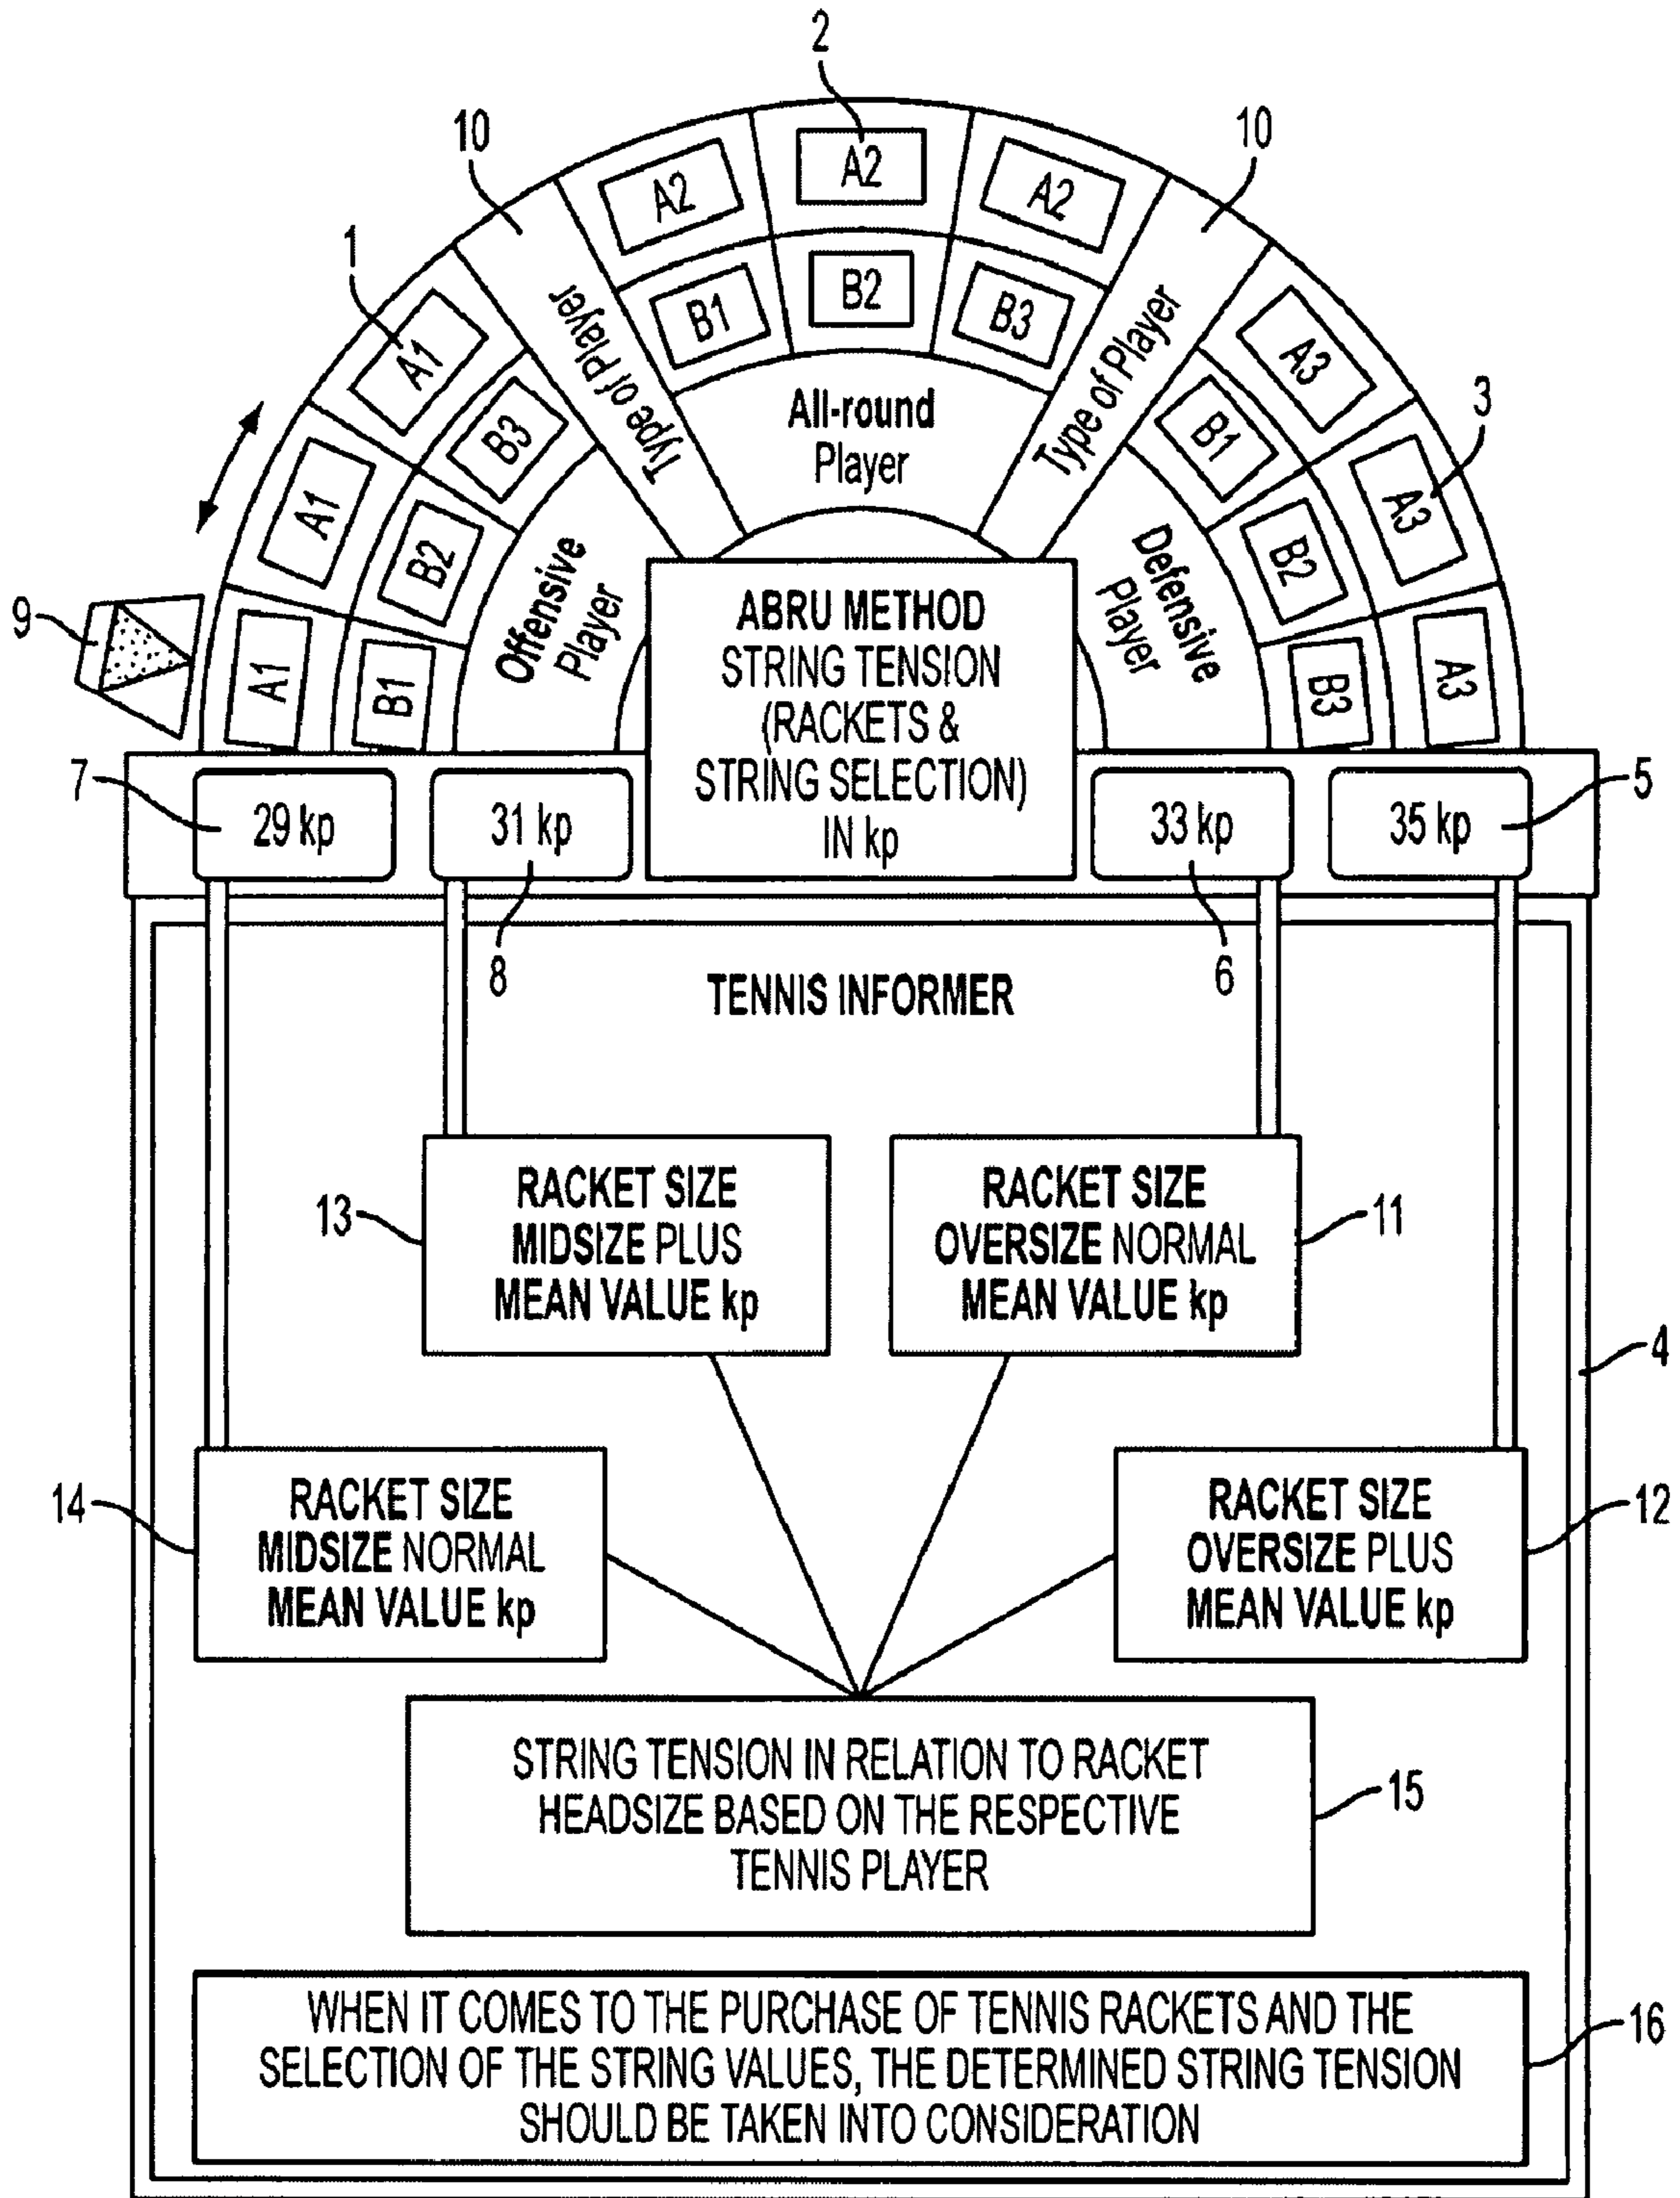 2
10
10
A2
A2
A2
1
B1
B2
B3
A1
Type of Player
Type of Player
A3
3
B3
All-round
Player
B1
A1
A3
B2
B2
Offensive
Player
Defensive
Player
9
A1
B1
B3
A3
ABRU METHOD
STRING TENSION
(RACKETS &
STRING SELECTION)
IN kp
7
29 kp
31 kp
33 kp
35 kp
5
8
6
TENNIS INFORMER
13
RACKET SIZE
MIDSIZE PLUS
MEAN VALUE kp
RACKET SIZE
OVERSIZE NORMAL
MEAN VALUE kp
11
4
14
RACKET SIZE
MIDSIZE NORMAL
MEAN VALUE kp
RACKET SIZE
OVERSIZE PLUS
MEAN VALUE kp
12
STRING TENSION IN RELATION TO RACKET
HEADSIZE BASED ON THE RESPECTIVE
TENNIS PLAYER
15
WHEN IT COMES TO THE PURCHASE OF TENNIS RACKETS AND THE
SELECTION OF THE STRING VALUES, THE DETERMINED STRING TENSION
SHOULD BE TAKEN INTO CONSIDERATION
16